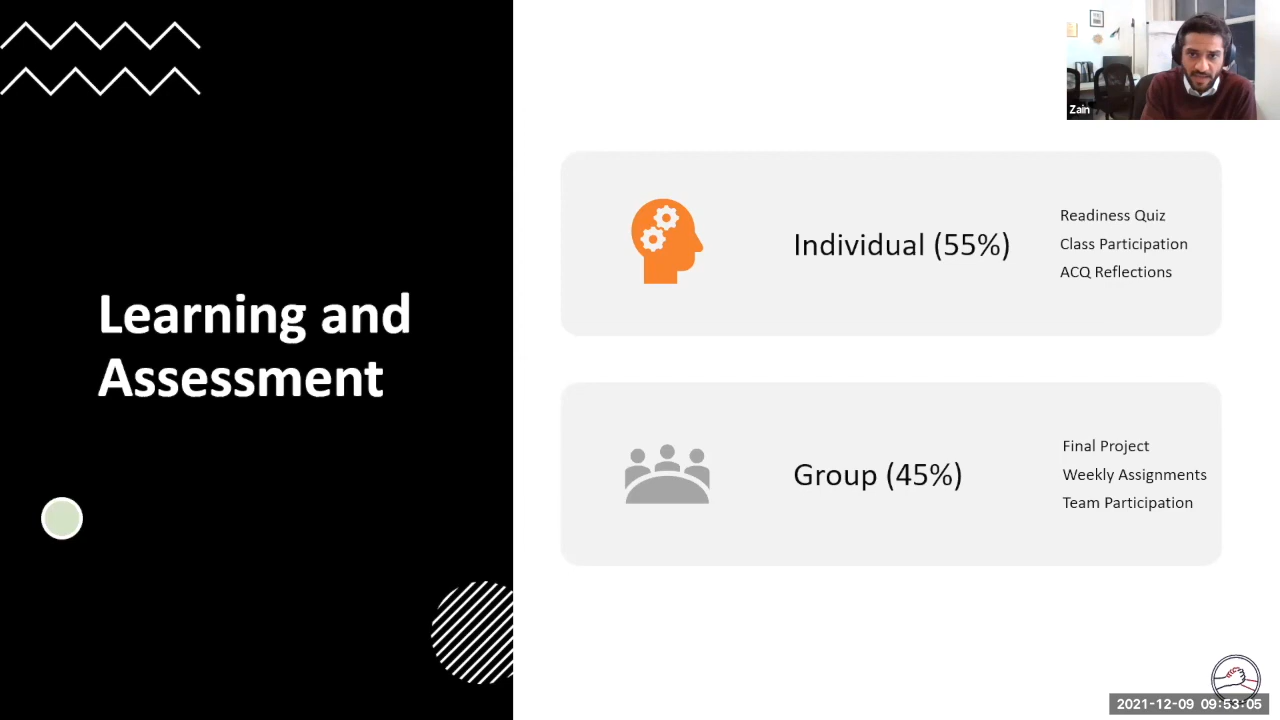 Zain
Learning and
Assessment
Individual (55%)
Readiness Quiz
Class Participation
ACQ Reflections
Group (45%)
Final Project
Weekly Assignments
Team Participation
2021-12-09 09:53:05